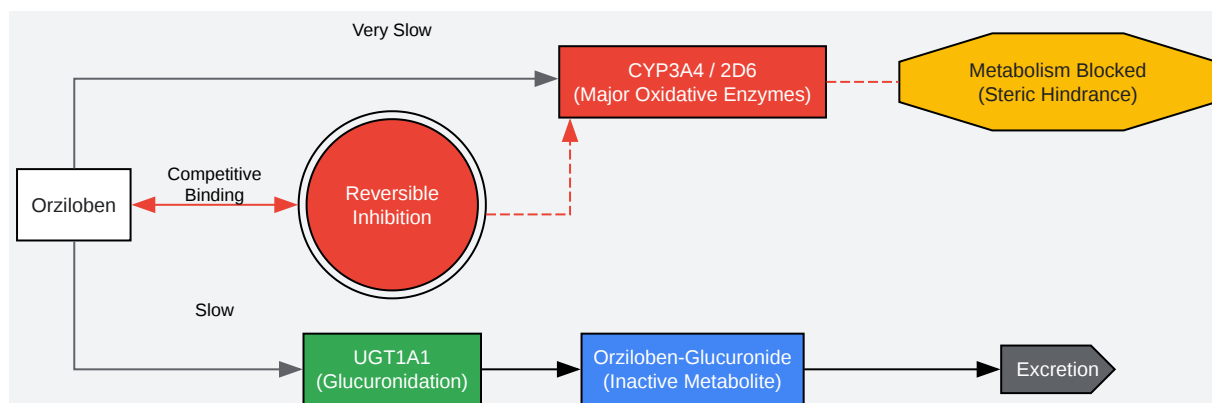 Very Slow
CYP3A4 / 2D6
(Major Oxidative Enzymes)
Metabolism Blocked
(Steric Hindrance)
Orziloben
Competitive
Binding
Reversible
Inhibition
Slow
UGT1A1
(Glucuronidation)
Orziloben-Glucuronide
(Inactive Metabolite)
Excretion